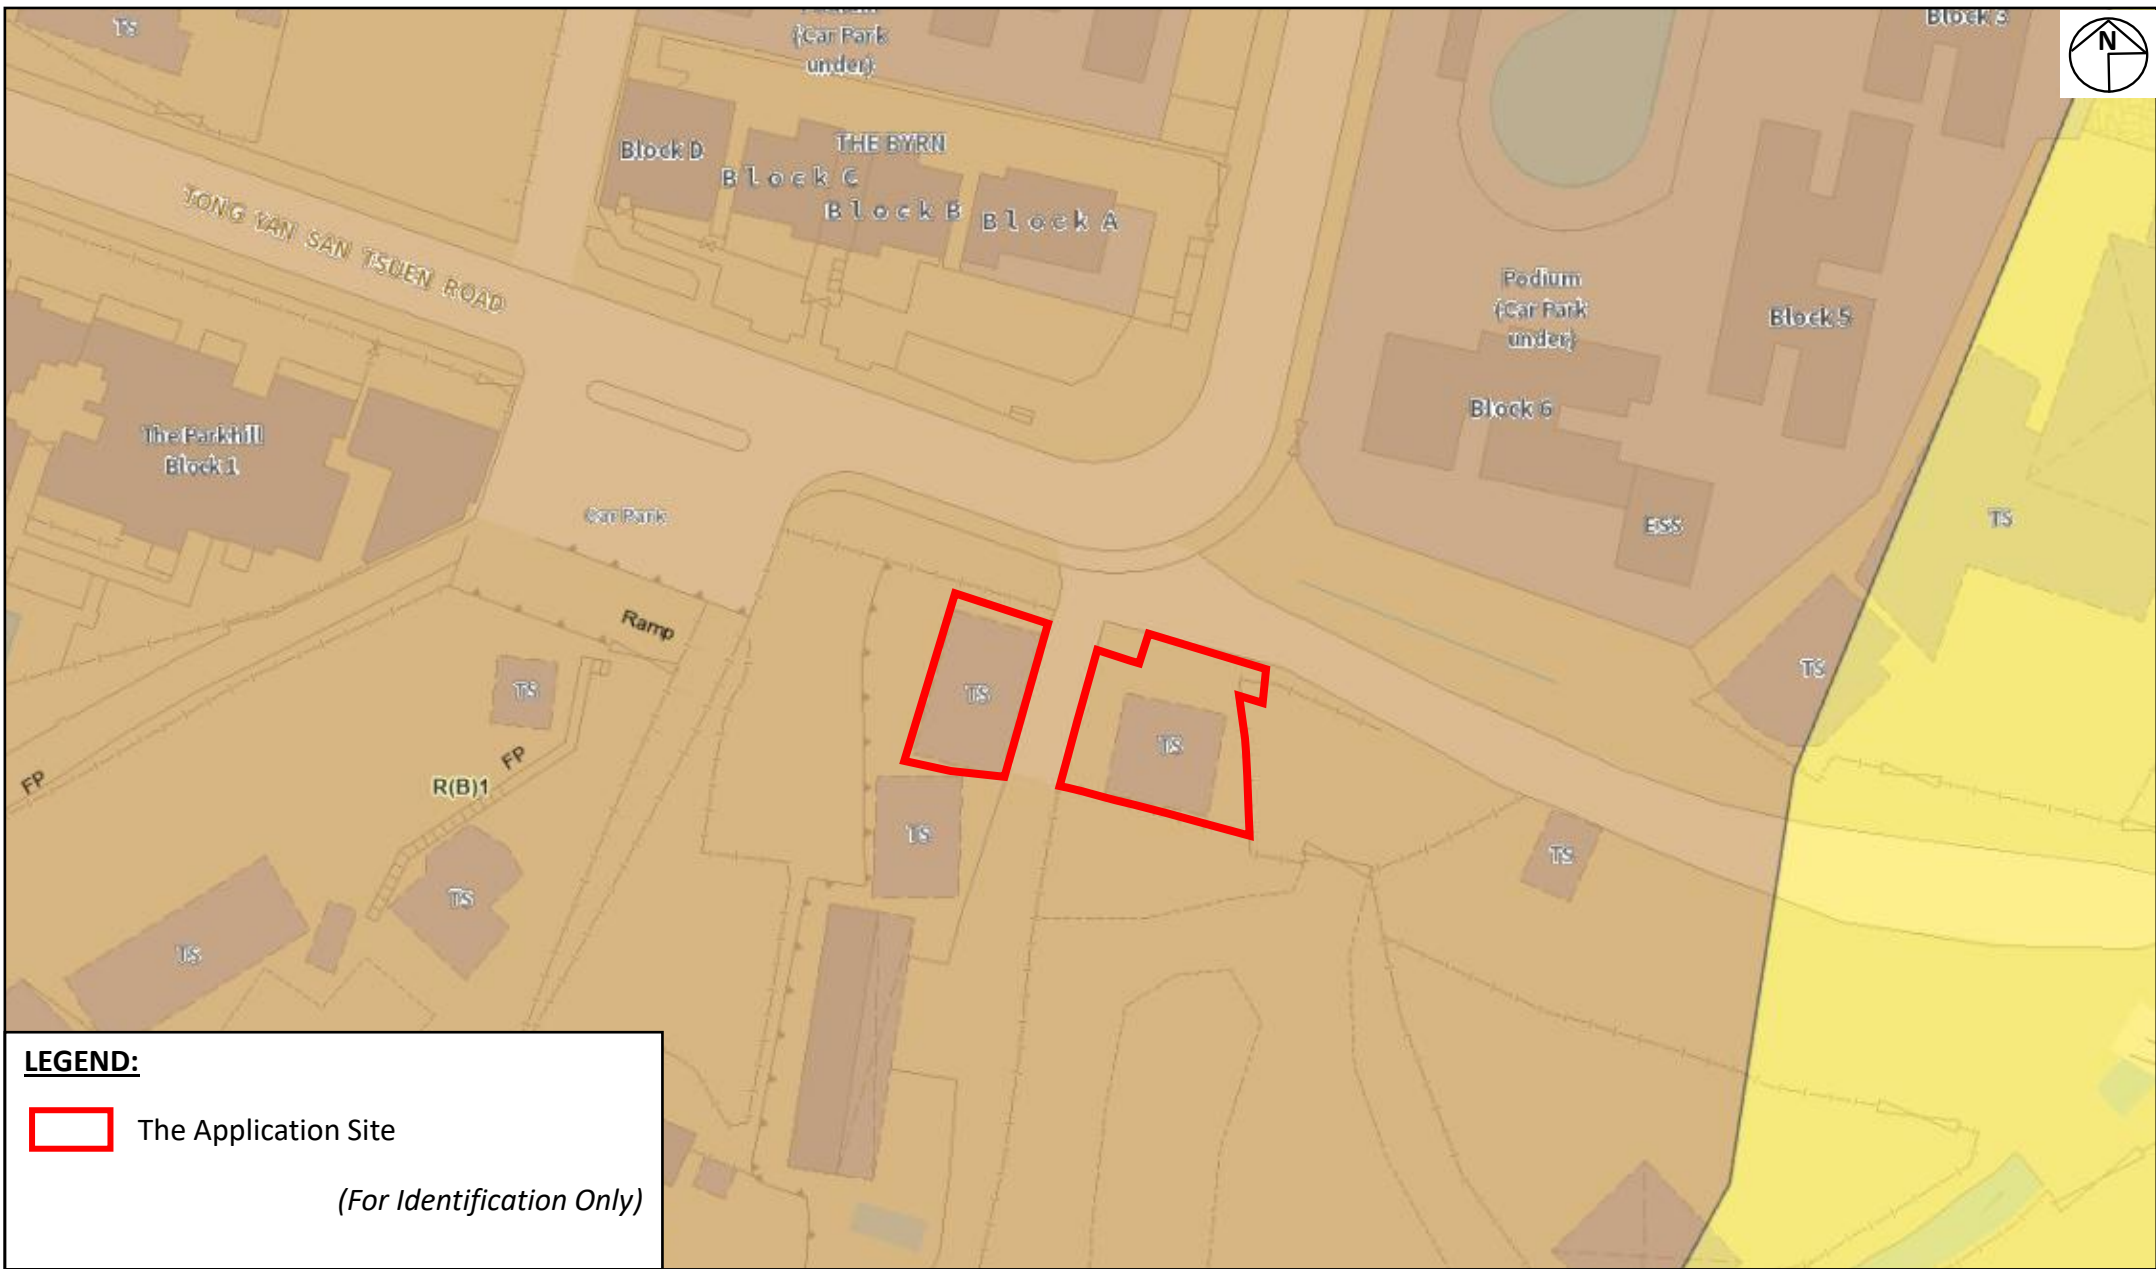 TS
(Car Park
under)
Block 3
N
Block D
THE BYRN
Block C
Block B
Block A
TONG YAN SAN TSUEN ROAD
Podium
(Car Park
under)
Block 5
Block 6
The Parkhill
Block 1
Car Park
ESS
TS
Ramp
TS
TS
TS
TS
FP
FP
R(B)1
TS
TS
TS
TS
TS
LEGEND:
The Application Site
(For Identification Only)